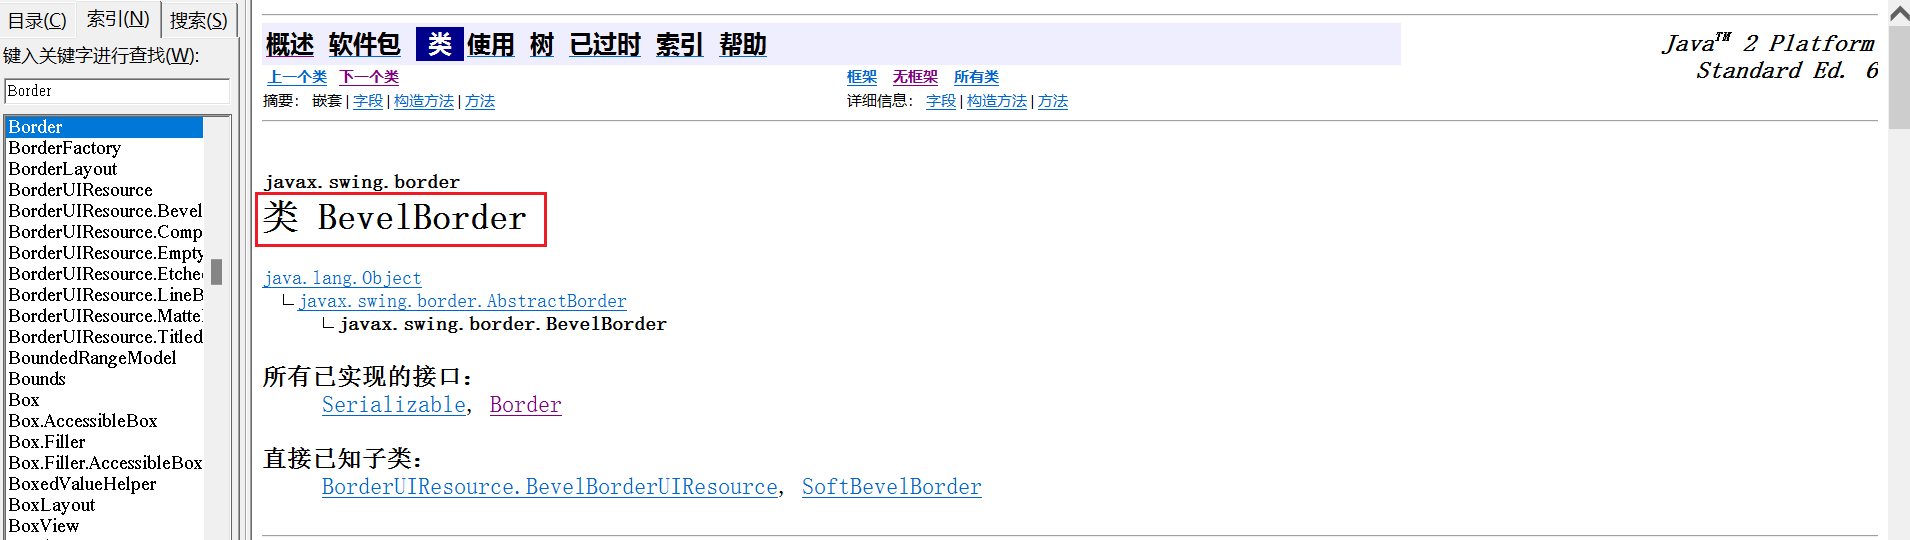 目录(C) 索引(N) 搜索(S)
键入关键字进行查找(W):
Border
Border
BorderFactory
BorderLayout
BorderUIResource
BorderUIResource.Bevel
BorderUIResource.Comp
BorderUIResource.Empty
BorderUIResource.Etche
BorderUIResource.LineB
BorderUIResource.Matte
BorderUIResource.Titled
BoundedRangeModel
Bounds
Box
Box.AccessibleBox
Box.Filler
Box.Filler.AccessibleBox
BoxedValueHelper
BoxLayout
BoxView
概述 软件包 类 使用 树 已过时 索引 帮助
Java™ 2 Platform
Standard Ed. 6
上一个类 下一个类
框架 无框架 所有类
摘要： 嵌套 | 字段 | 构造方法 | 方法
详细信息： 字段 | 构造方法 | 方法
javax.swing.border
类 BevelBorder
java.lang.Object
javax.swing.border.AbstractBorder
javax.swing.border.BevelBorder
所有已实现的接口：
Serializable, Border
直接已知子类：
BorderUIResource.BevelBorderUIResource, SoftBevelBorder